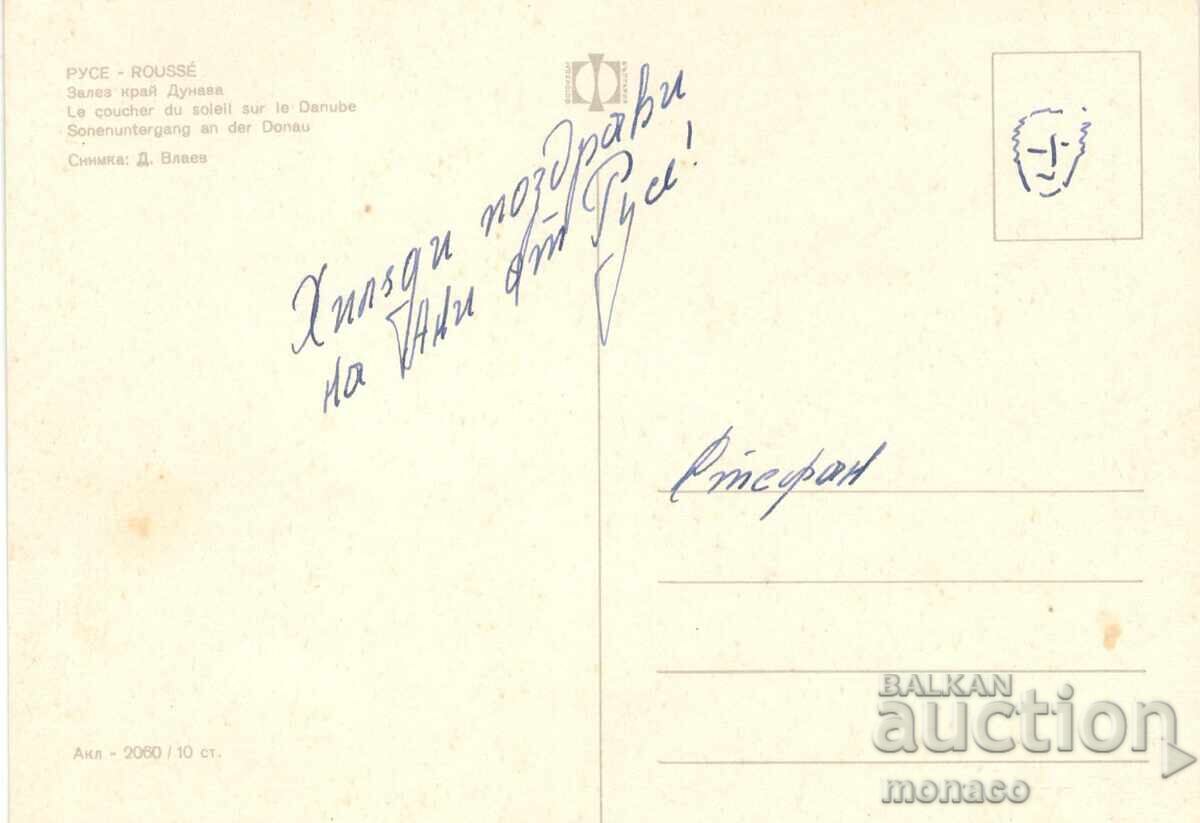 РУСЕ - ROUSSÉ
Залез край Дунава
Le coucher du soleil sur le Danube
Sonenuntergang an der Donau
Снимка: Д. Влаев
Хиляди поздрави
на Ани от Русе!
Стефан
Акл - 2060 / 10 ст.
BALKAN
auction
monaco